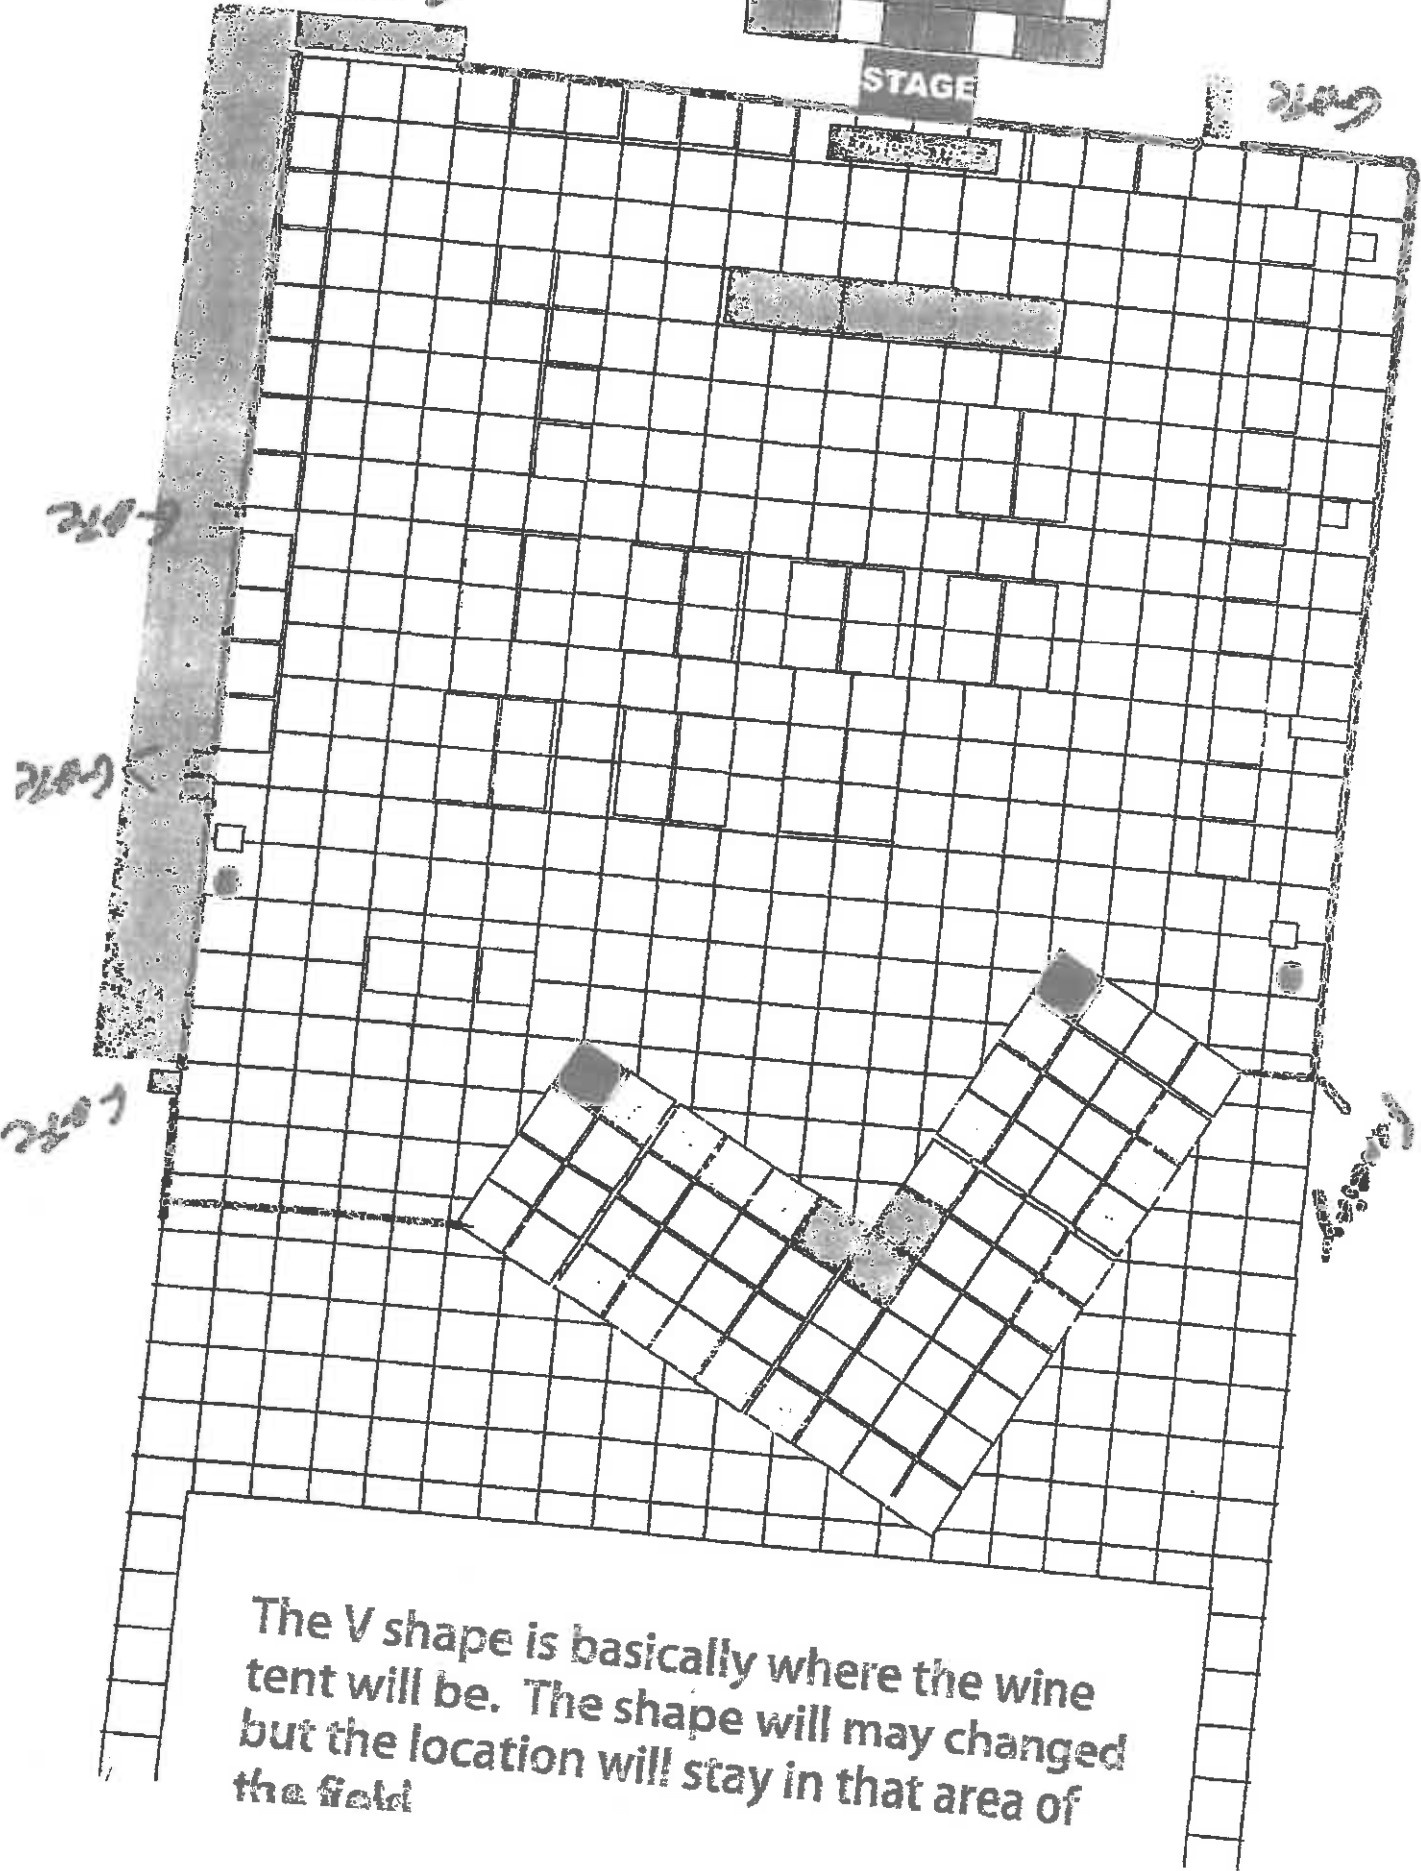 STAGE
The V shape is basically where the wine
tent will be. The shape will may changed
but the location will stay in that area of
the field